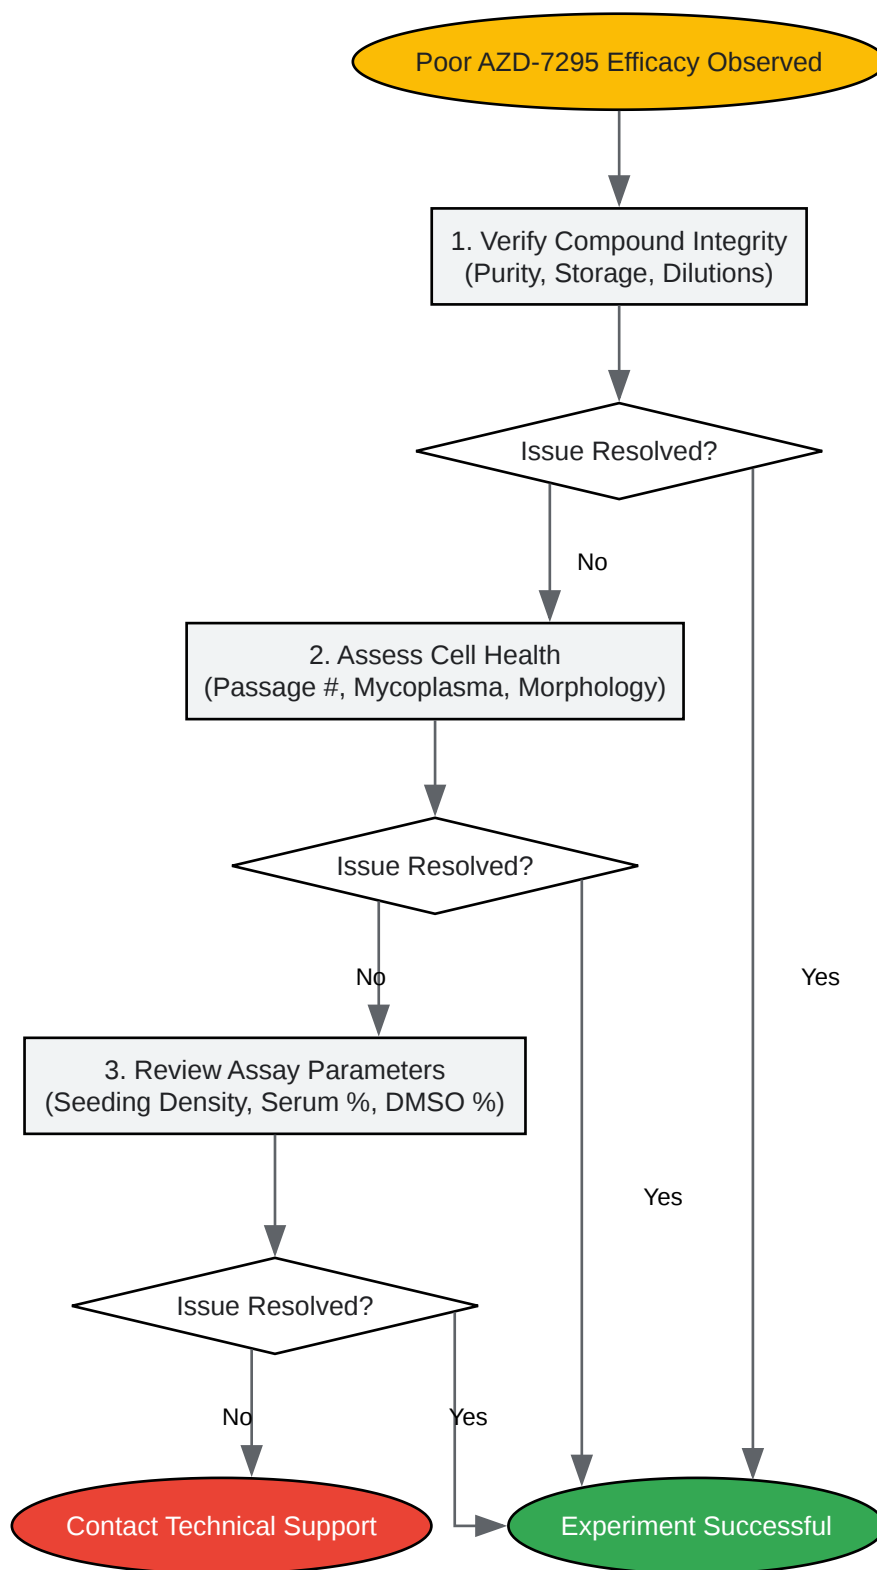 Poor AZD-7295 Efficacy Observed
1. Verify Compound Integrity
(Purity, Storage, Dilutions)
Issue Resolved?
No
2. Assess Cell Health
(Passage #, Mycoplasma, Morphology)
Issue Resolved?
No
Yes
3. Review Assay Parameters
(Seeding Density, Serum %, DMSO %)
Yes
Issue Resolved?
No
Yes
Contact Technical Support
Experiment Successful